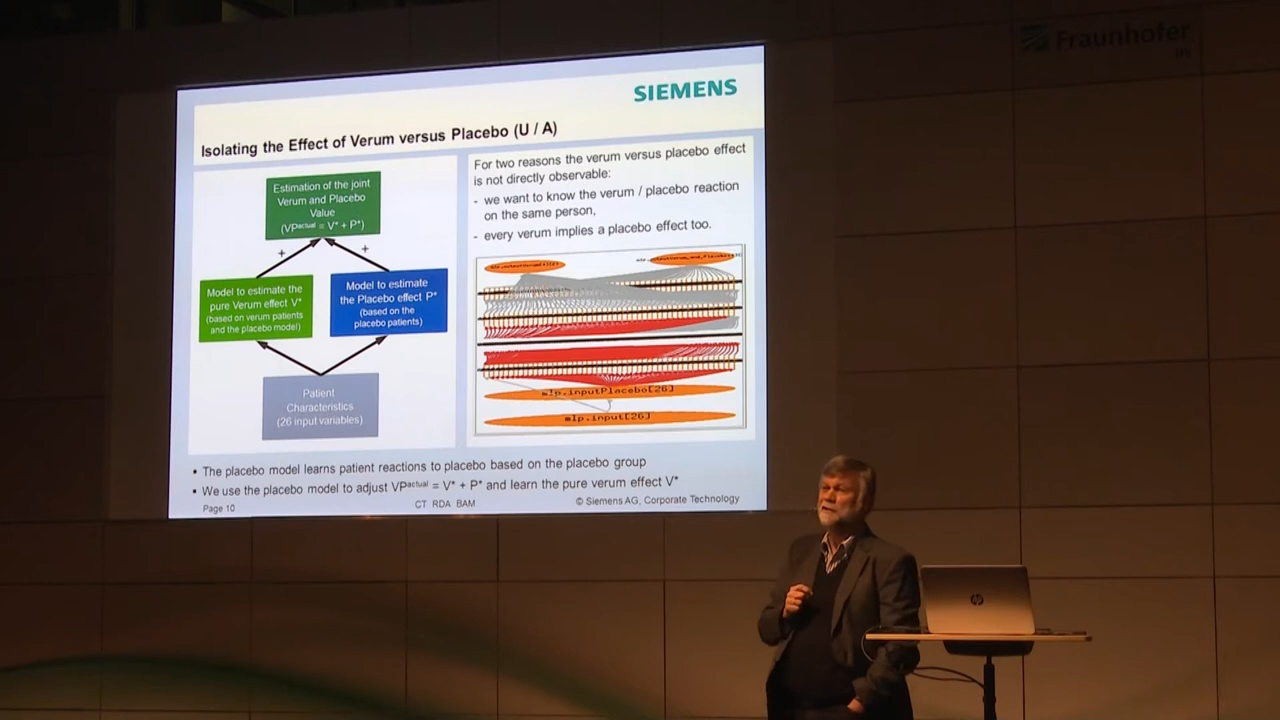 Fraunhofer
IIS
SIEMENS
Isolating the Effect of Verum versus Placebo (U / A)
Estimation of the joint
Verum and Placebo
Value
(VPactual = V* + P*)
+
+
Model to estimate the
pure Verum effect V*
(based on verum patients
and the placebo model)
Model to estimate
the Placebo effect P*
(based on the
placebo patients)
Patient
Characteristics
(26 input variables)
For two reasons the verum versus placebo effect
is not directly observable:
- we want to know the verum / placebo reaction
on the same person,
- every verum implies a placebo effect too.
mlp.inputPlacebo[26]
mlp.input[26]
• The placebo model learns patient reactions to placebo based on the placebo group
• We use the placebo model to adjust VPactual = V* + P* and learn the pure verum effect V*
Page 10
CT RDA BAM
© Siemens AG, Corporate Technology
hp